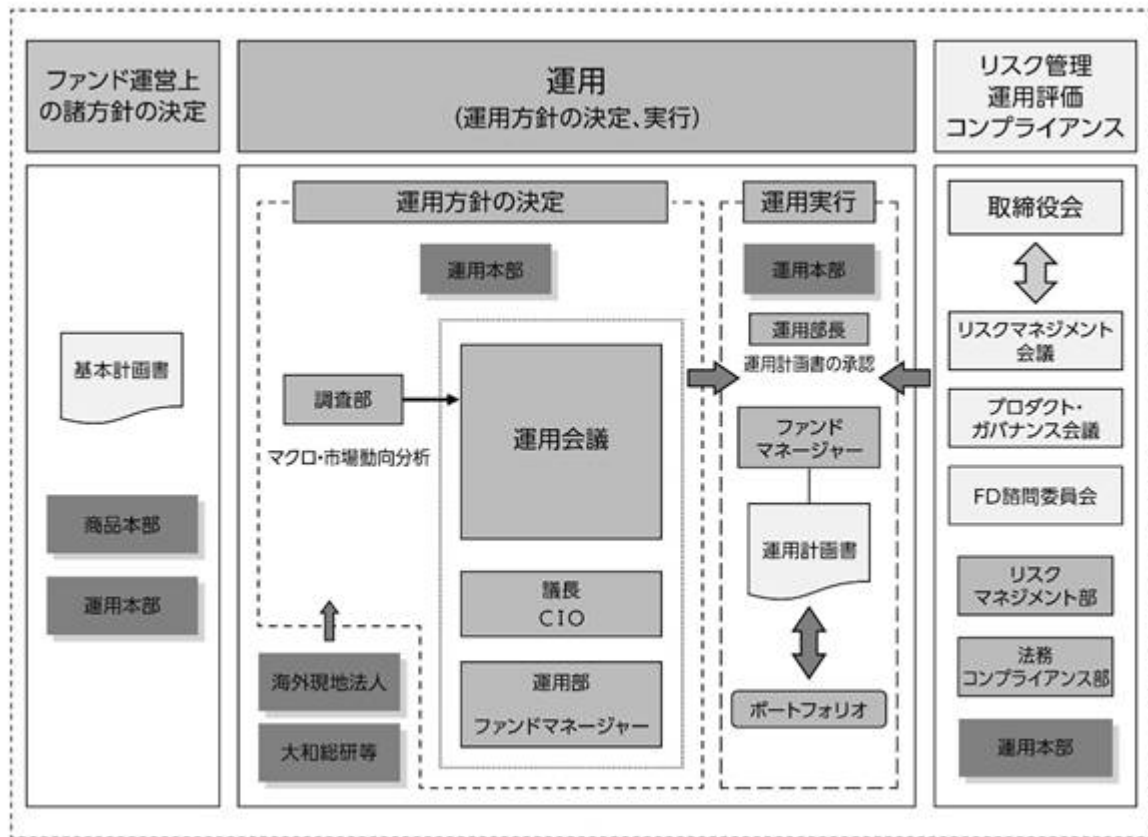 ファンド運営上
の諸方針の決定
基本計画書
商品本部
運用本部
運用
(運用方針の決定、実行)
運用方針の決定
運用本部
調査部
マクロ・市場動向分析
運用会議
議長
CIO
運用部
ファンドマネージャー
海外現地法人
大和総研等
運用実行
運用本部
運用部長
運用計画書の承認
ファンド
マネージャー
運用計画書
ポートフォリオ
リスク管理
運用評価
コンプライアンス
取締役会
リスクマネジメント
会議
プロダクト・
ガバナンス会議
FD諮問委員会
リスク
マネジメント部
法務
コンプライアンス部
運用本部